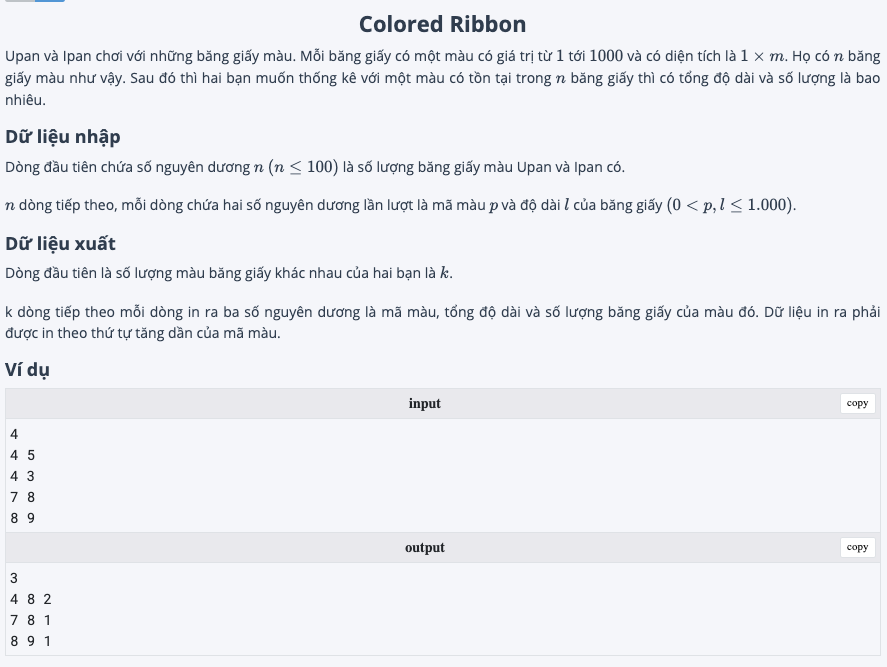 Colored Ribbon
Upan và Ipan chơi với những băng giấy màu. Mỗi băng giấy có một màu có giá trị từ 1 tới 1000 và có diện tích là 1 × m. Họ có n băng
giấy màu như vậy. Sau đó thì hai bạn muốn thống kê với một màu có tồn tại trong n băng giấy thì có tổng độ dài và số lượng là bao
nhiêu.
Dữ liệu nhập
Dòng đầu tiên chứa số nguyên dương n (n ≤ 100) là số lượng băng giấy màu Upan và Ipan có.
n dòng tiếp theo, mỗi dòng chứa hai số nguyên dương lần lượt là mã màu p và độ dài l của băng giấy (0 < p, l ≤ 1.000).
Dữ liệu xuất
Dòng đầu tiên là số lượng màu băng giấy khác nhau của hai bạn là k.
k dòng tiếp theo mỗi dòng in ra ba số nguyên dương là mã màu, tổng độ dài và số lượng băng giấy của màu đó. Dữ liệu in ra phải
được in theo thứ tự tăng dần của mã màu.
Ví dụ
input copy
4
4 5
4 3
7 8
8 9
output copy
3
4 8 2
7 8 1
8 9 1